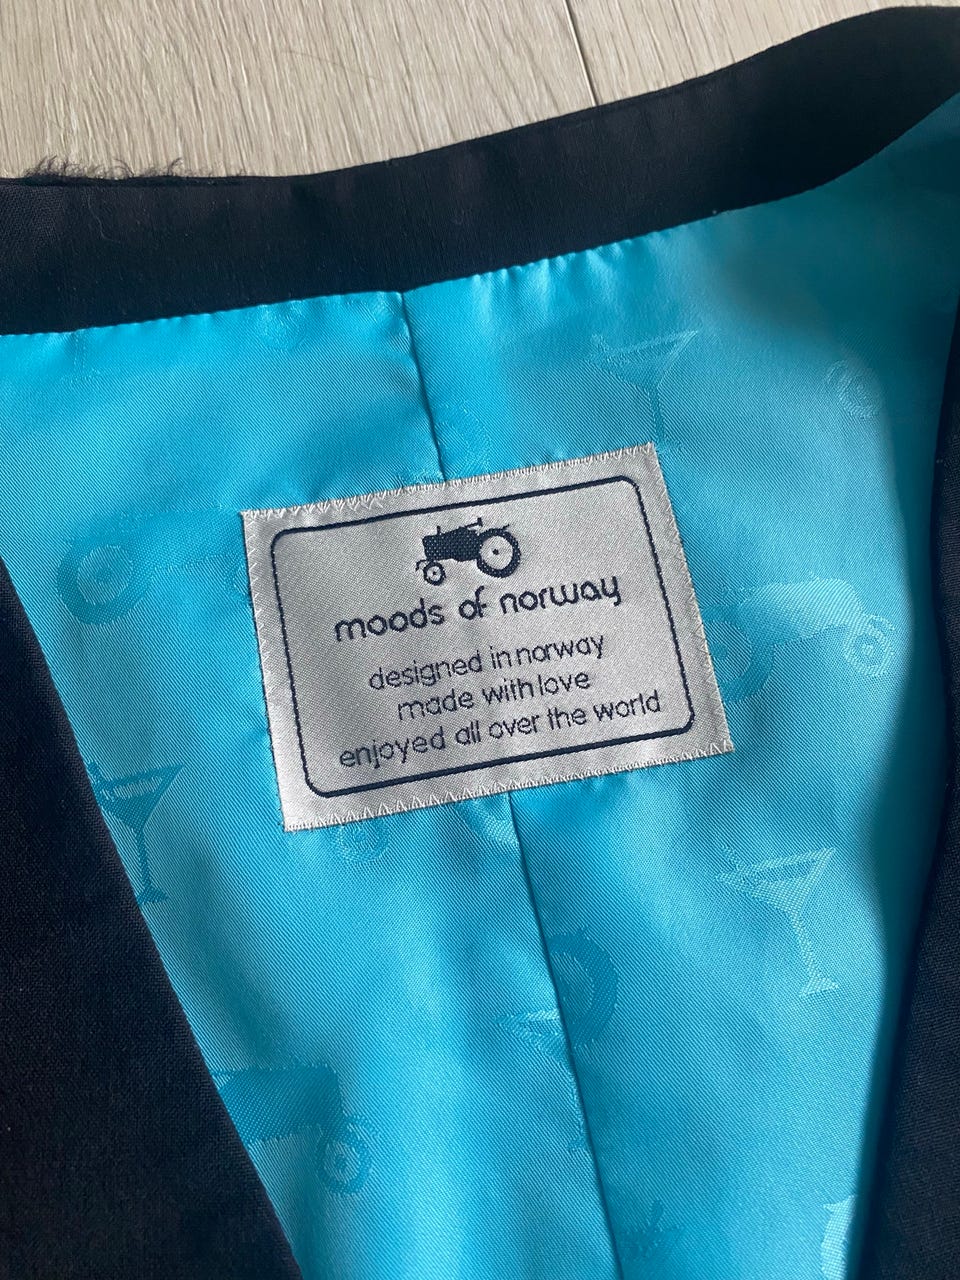 moods of norway
designed in norway
made with love
enjoyed all over the world